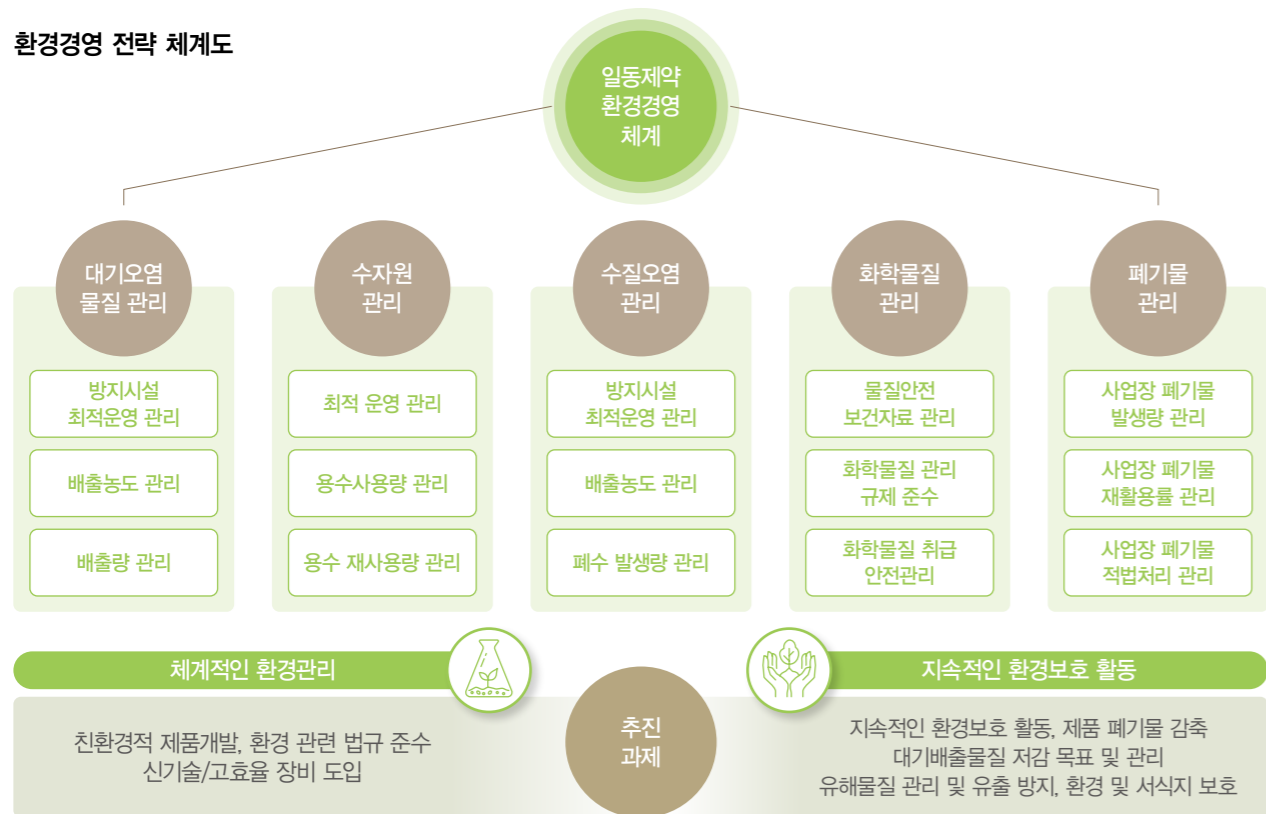 환경경영 전략 체계도
일동제약
환경경영
체계
대기오염
물질 관리
방지시설
최적운영 관리
배출농도 관리
배출량 관리
수자원
관리
최적 운영 관리
용수사용량 관리
용수 재사용량 관리
수질오염
관리
방지시설
최적운영 관리
배출농도 관리
폐수 발생량 관리
화학물질
관리
물질안전
보건자료 관리
화학물질 관리
규제 준수
화학물질 취급
안전관리
폐기물
관리
사업장 폐기물
발생량 관리
사업장 폐기물
재활용률 관리
사업장 폐기물
적법처리 관리
체계적인 환경관리
친환경적 제품개발, 환경 관련 법규 준수
신기술/고효율 장비 도입
추진
과제
지속적인 환경보호 활동
지속적인 환경보호 활동, 제품 폐기물 감축
대기배출물질 저감 목표 및 관리
유해물질 관리 및 유출 방지, 환경 및 서식지 보호